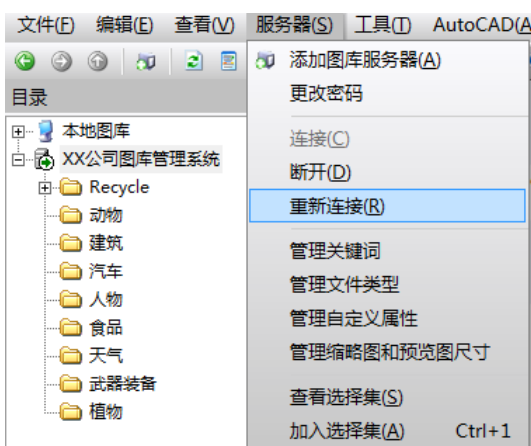 文件(F) 编辑(E) 查看(V) 服务器(S) 工具(T) AutoCAD(A
添加图库服务器(A)
更改密码
连接(C)
断开(D)
重新连接(R)
管理关键词
管理文件类型
管理自定义属性
管理缩略图和预览图尺寸
查看选择集(S)
加入选择集(A) Ctrl+1
目录
本地图库
XX公司图库管理系统
Recycle
动物
建筑
汽车
人物
食品
天气
武器装备
植物